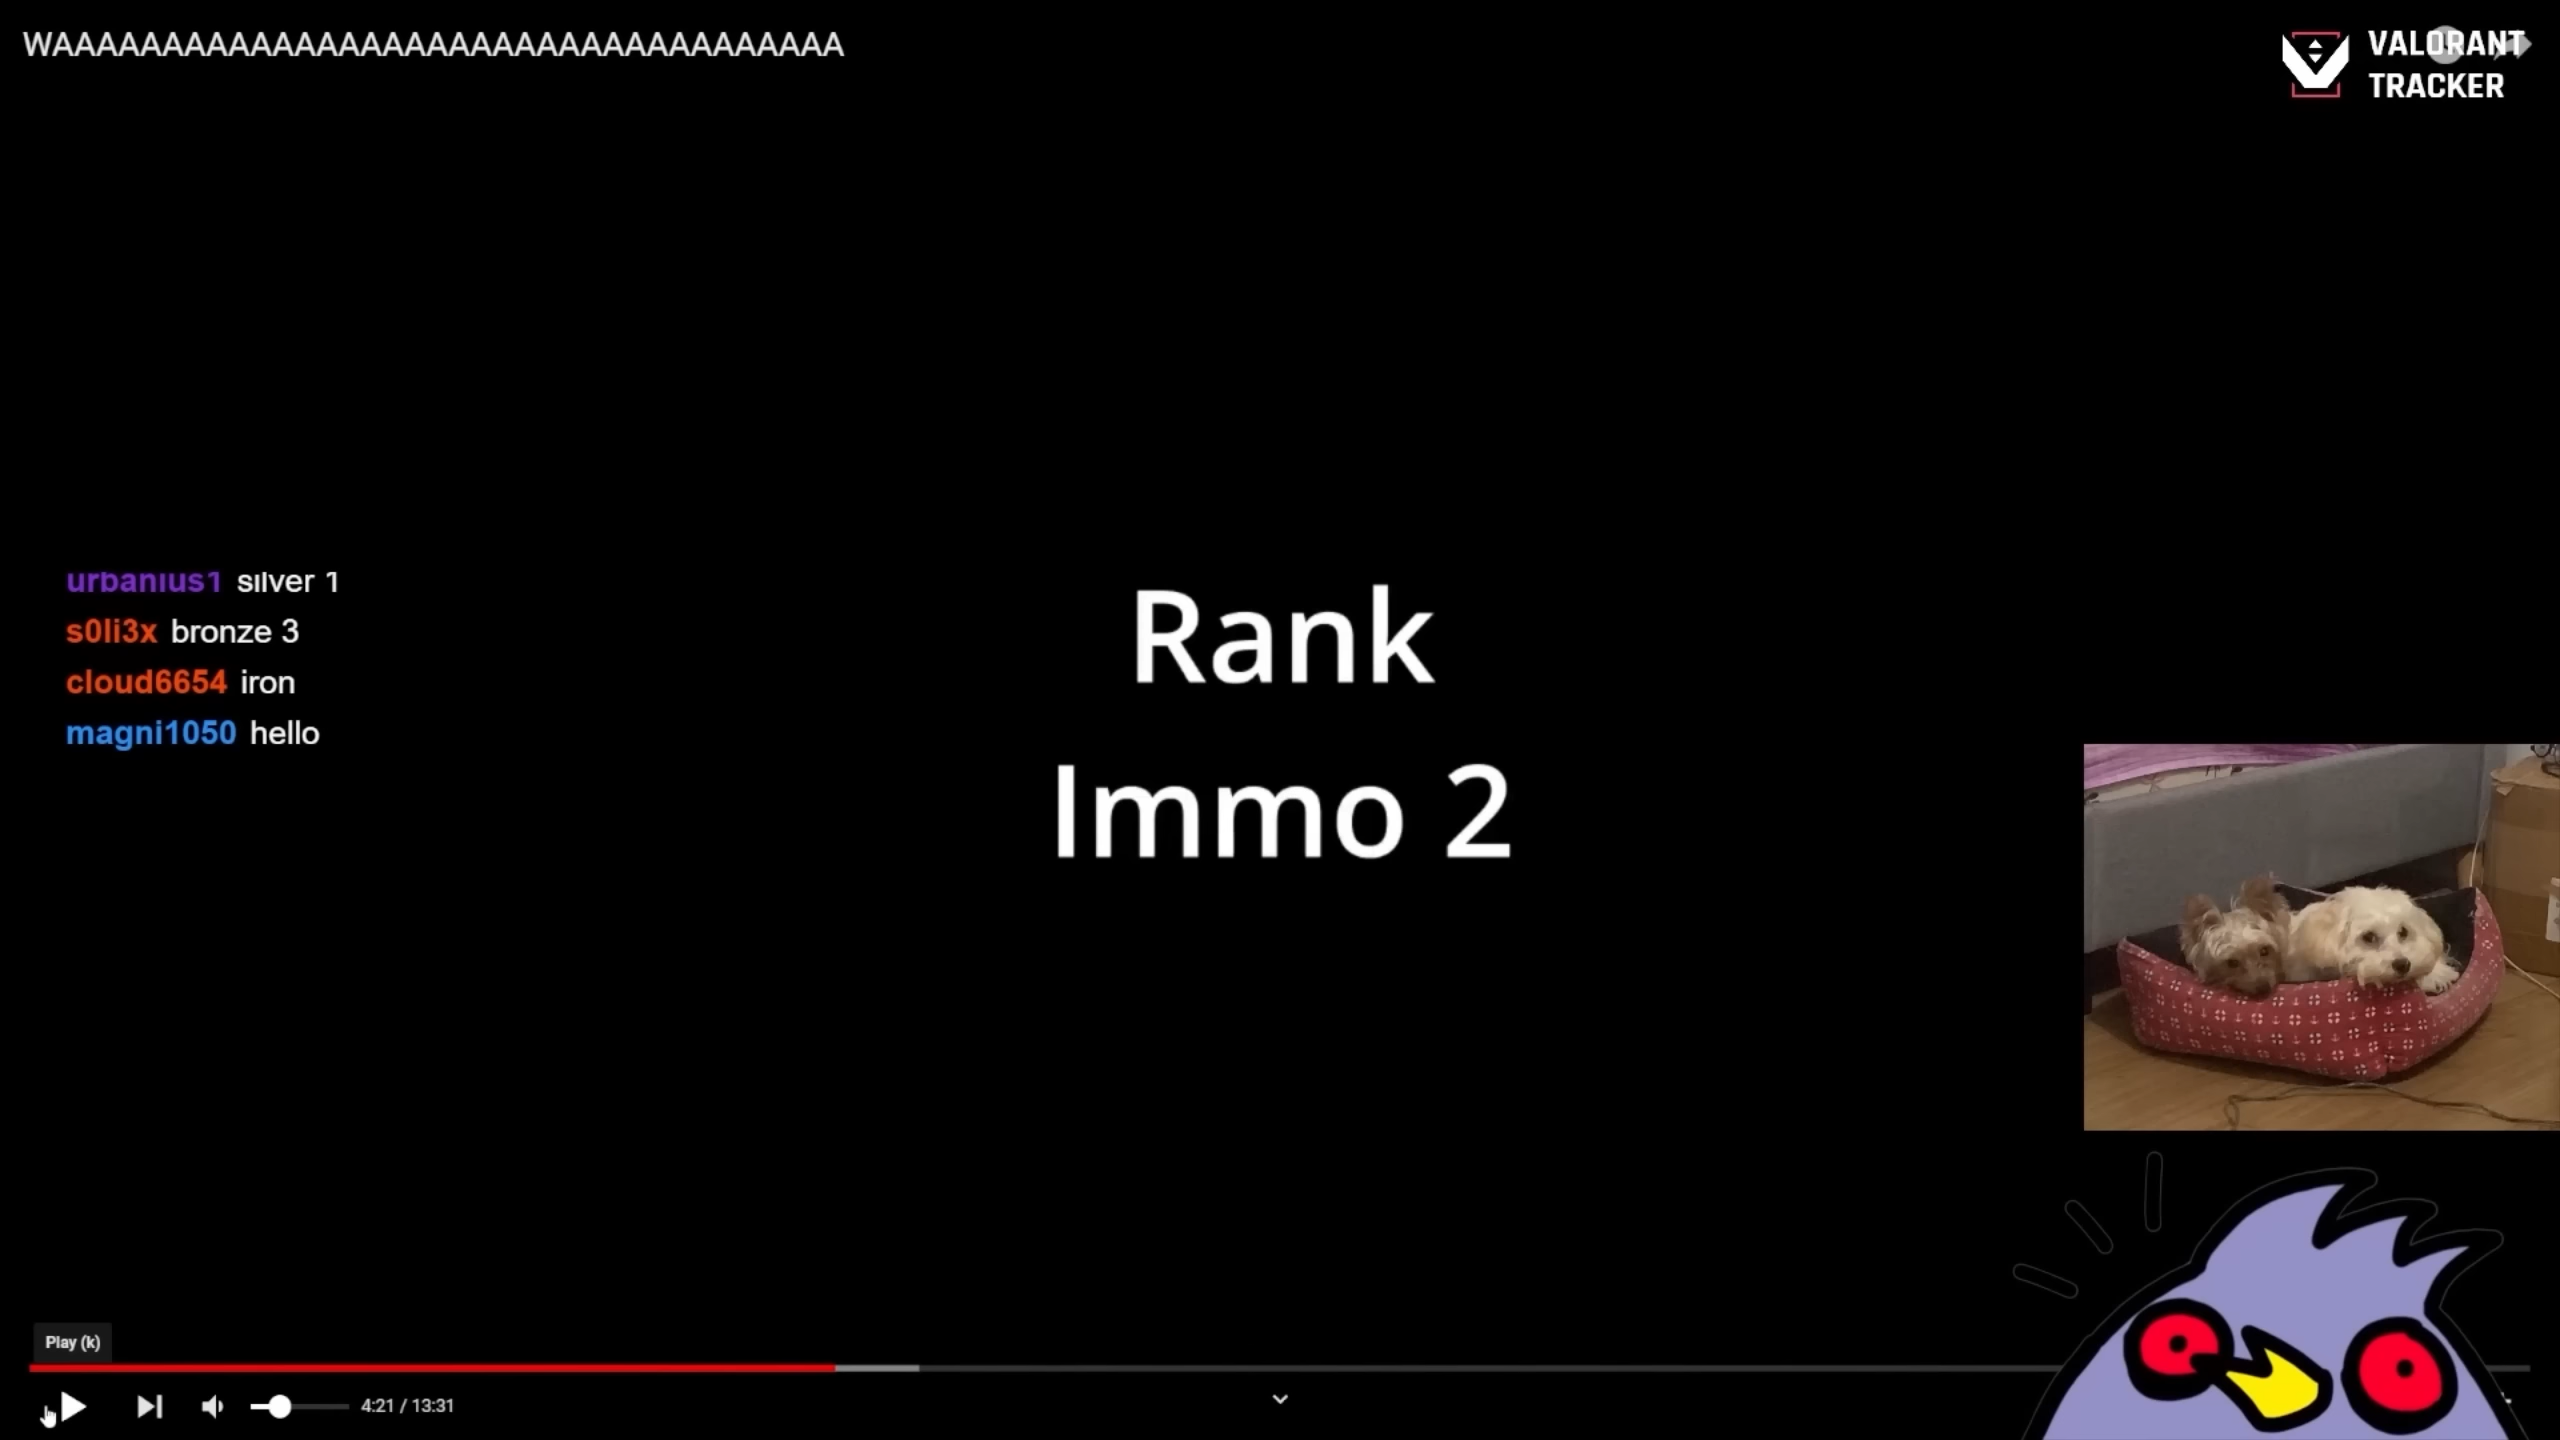 WAAAAAAAAAAAAAAAAAAAAAAAAAAAAAAAAAAAA
VALORANT
TRACKER
urbanius1 silver 1
s0li3x bronze 3
cloud6654 iron
magni1050 hello
Rank
Immo 2
Play (k)
4:21 / 13:31